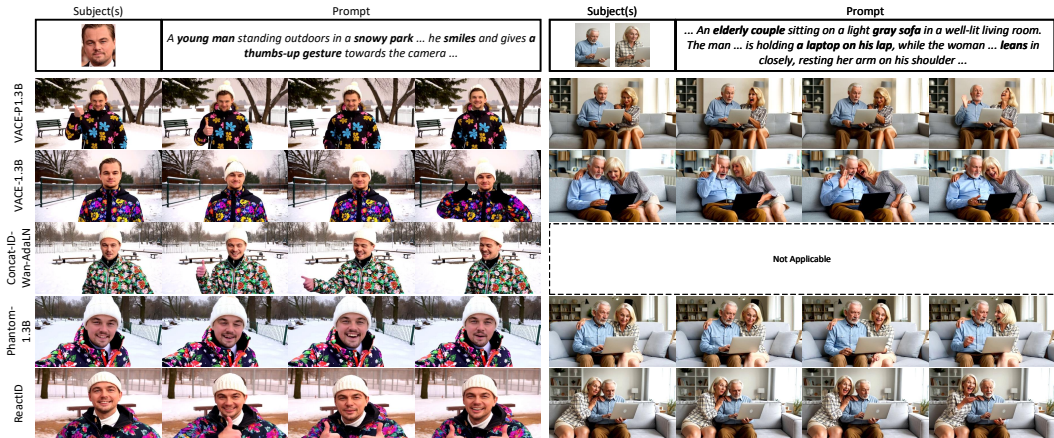 Subject(s)
Prompt
A young man standing outdoors in a snowy park ... he smiles and gives a
thumbs-up gesture towards the camera ...
Subject(s)
Prompt
... An elderly couple sitting on a light gray sofa in a well-lit living room.
The man ... is holding a laptop on his lap, while the woman ... leans in
closely, resting her arm on his shoulder ...
VACE-P1.3B
VACE-1.3B
Concat-ID-
Wan-AdaLN
Not Applicable
Phantom-
1.3B
ReactID